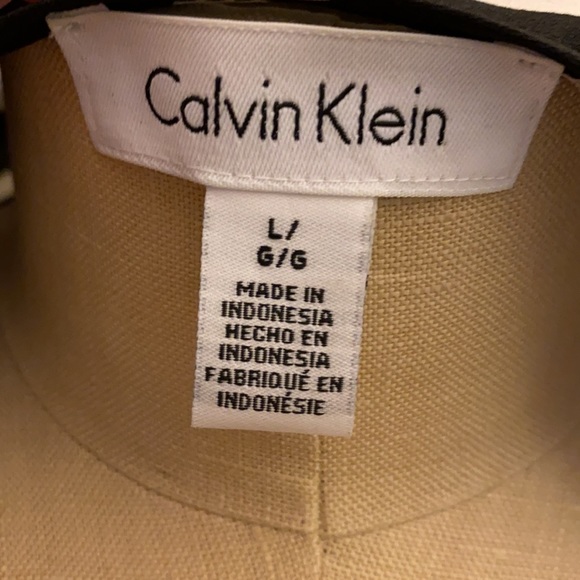 Calvin Klein
L/
G/G
MADE IN
INDONESIA
HECHO EN
INDONESIA
FABRIQUÉ EN
INDONÉSIE